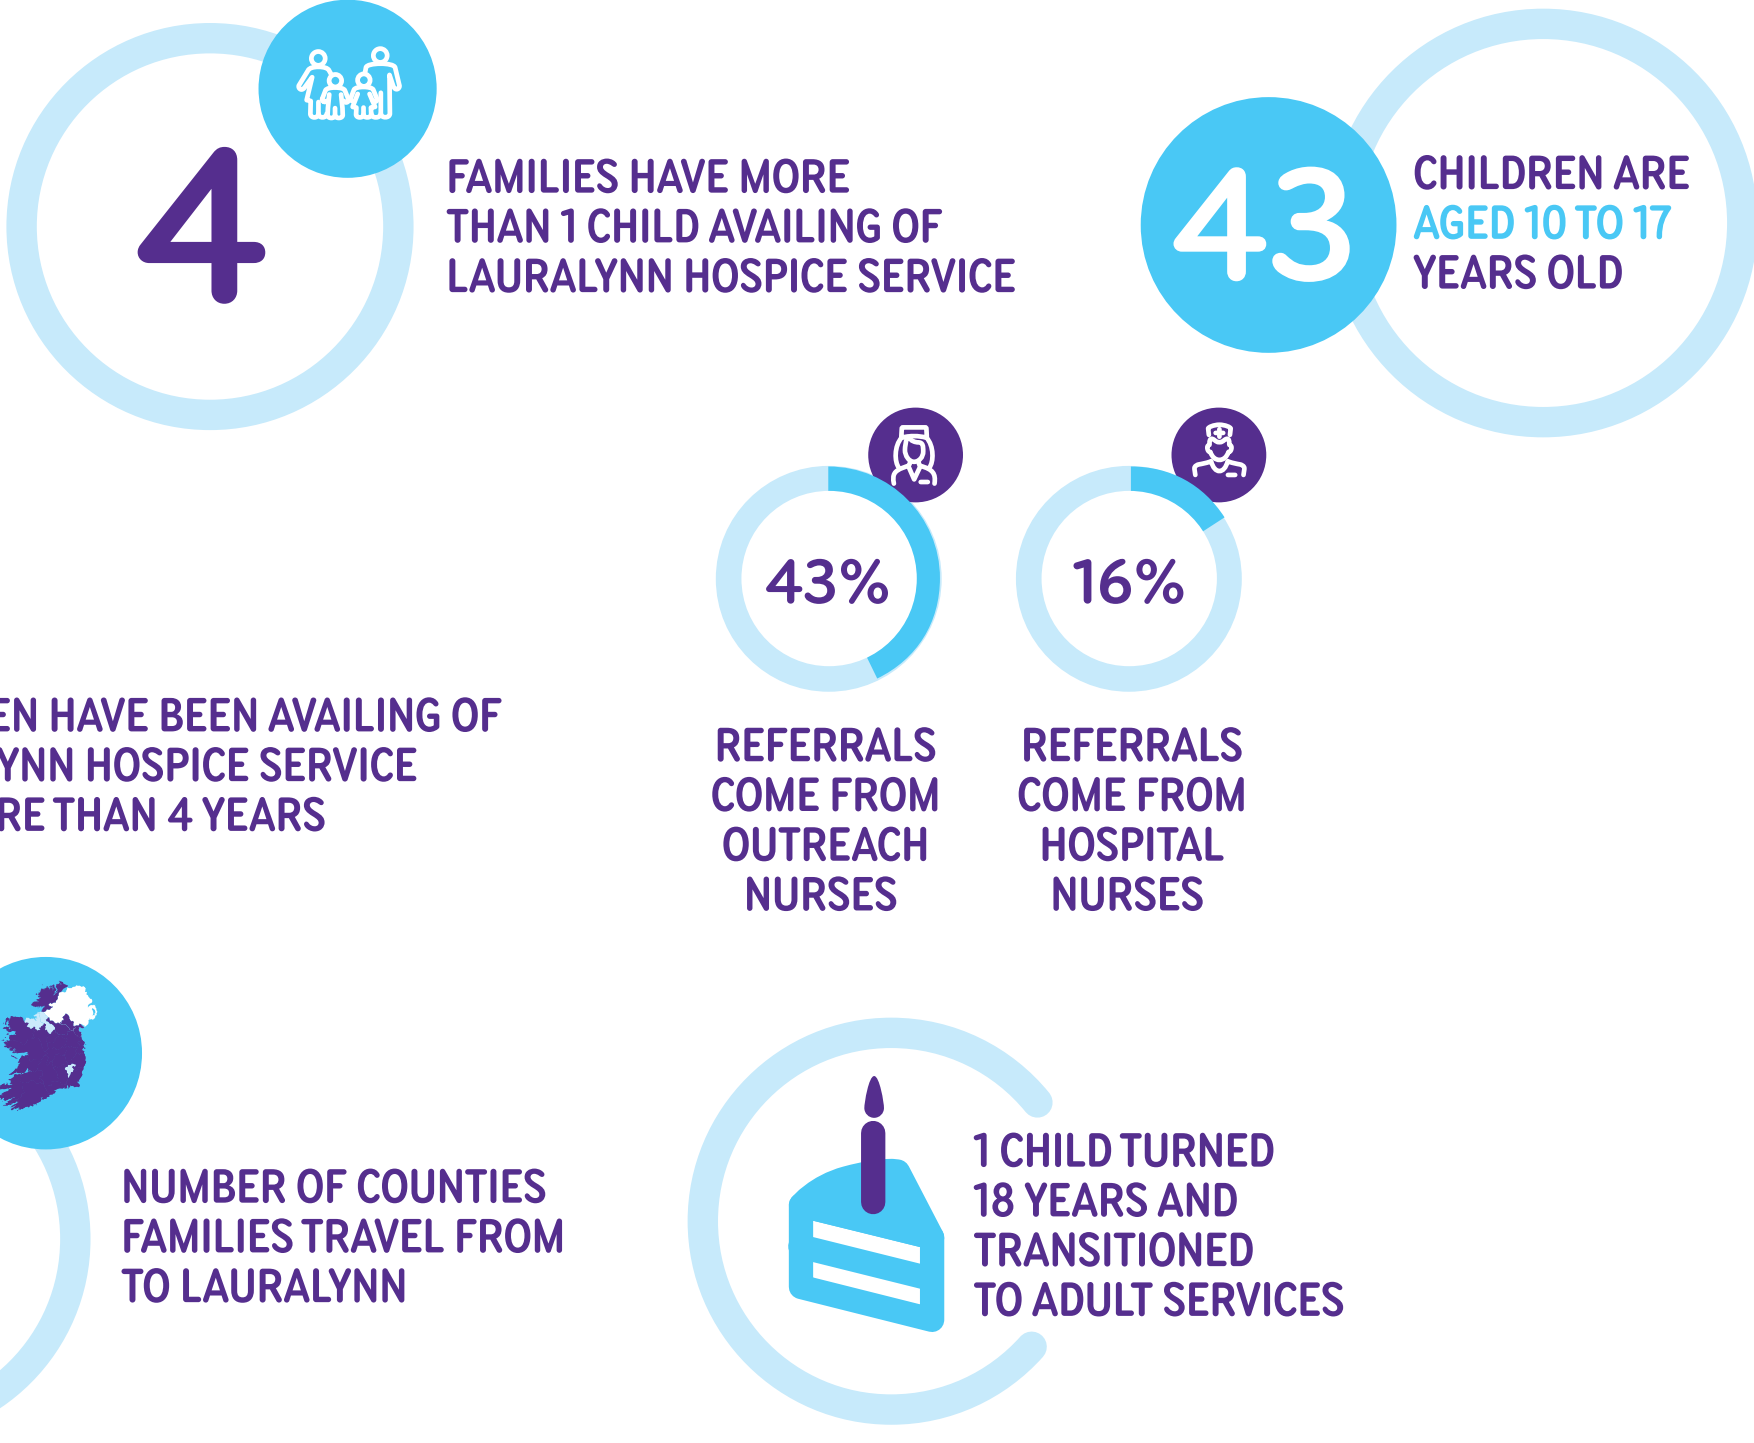 4
FAMILIES HAVE MORE
THAN 1 CHILD AVAILING OF
LAURALYNN HOSPICE SERVICE
43
CHILDREN ARE
AGED 10 TO 17
YEARS OLD
43%
REFERRALS
COME FROM
OUTREACH
NURSES
16%
REFERRALS
COME FROM
HOSPITAL
NURSES
EN HAVE BEEN AVAILING OF
YNN HOSPICE SERVICE
RE THAN 4 YEARS
NUMBER OF COUNTIES
FAMILIES TRAVEL FROM
TO LAURALYNN
1 CHILD TURNED
18 YEARS AND
TRANSITIONED
TO ADULT SERVICES